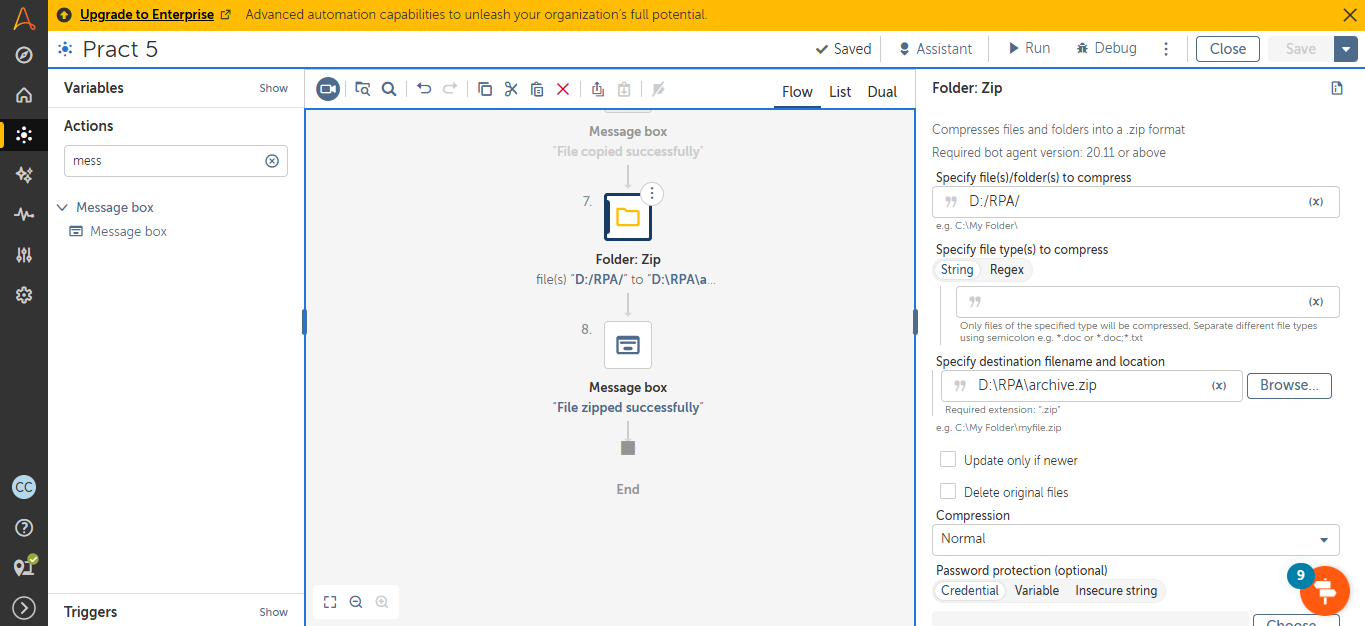 Upgrade to Enterprise Advanced automation capabilities to unleash your organization's full potential.
Pract 5
Saved
Assistant
Run
Debug
Close
Save
Variables
Show
Actions
mess
Message box
Message box
Triggers
Show
CC
Flow
List
Dual
Message box
"File copied successfully"
7.
Folder: Zip
file(s) "D:/RPA/" to "D:\RPA\a...
8.
Message box
"File zipped successfully"
End
Folder: Zip
Compresses files and folders into a .zip format
Required bot agent version: 20.11 or above
Specify file(s)/folder(s) to compress
D:/RPA/ (x)
e.g. C:\My Folder\
Specify file type(s) to compress
String Regex
(x)
Only files of the specified type will be compressed. Separate different file types
using semicolon e.g. *.doc or *.doc;*.txt
Specify destination filename and location
D:\RPA\archive.zip (x) Browse...
Required extension: ".zip"
e.g. C:\My Folder\myfile.zip
Update only if newer
Delete original files
Compression
Normal
Password protection (optional)
9
Credential Variable Insecure string
Choose